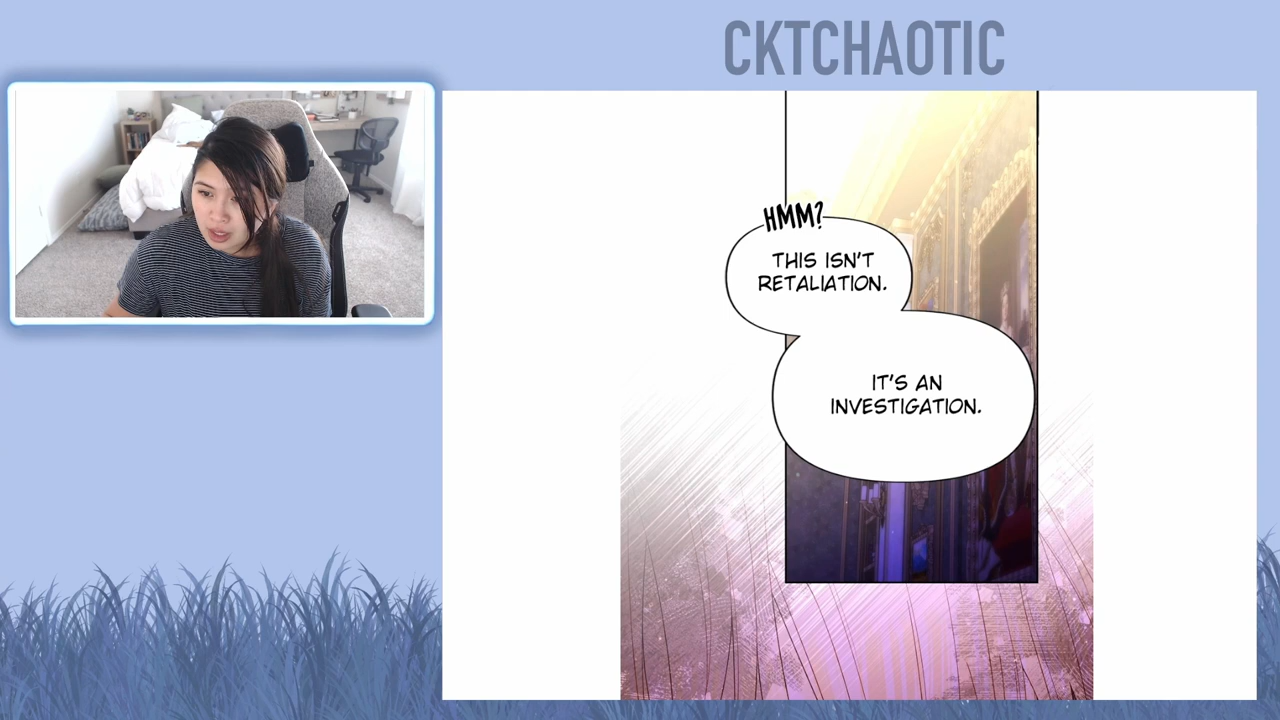 CKTCHAOTIC
HMM?
THIS ISN'T
RETALIATION.
IT'S AN
INVESTIGATION.